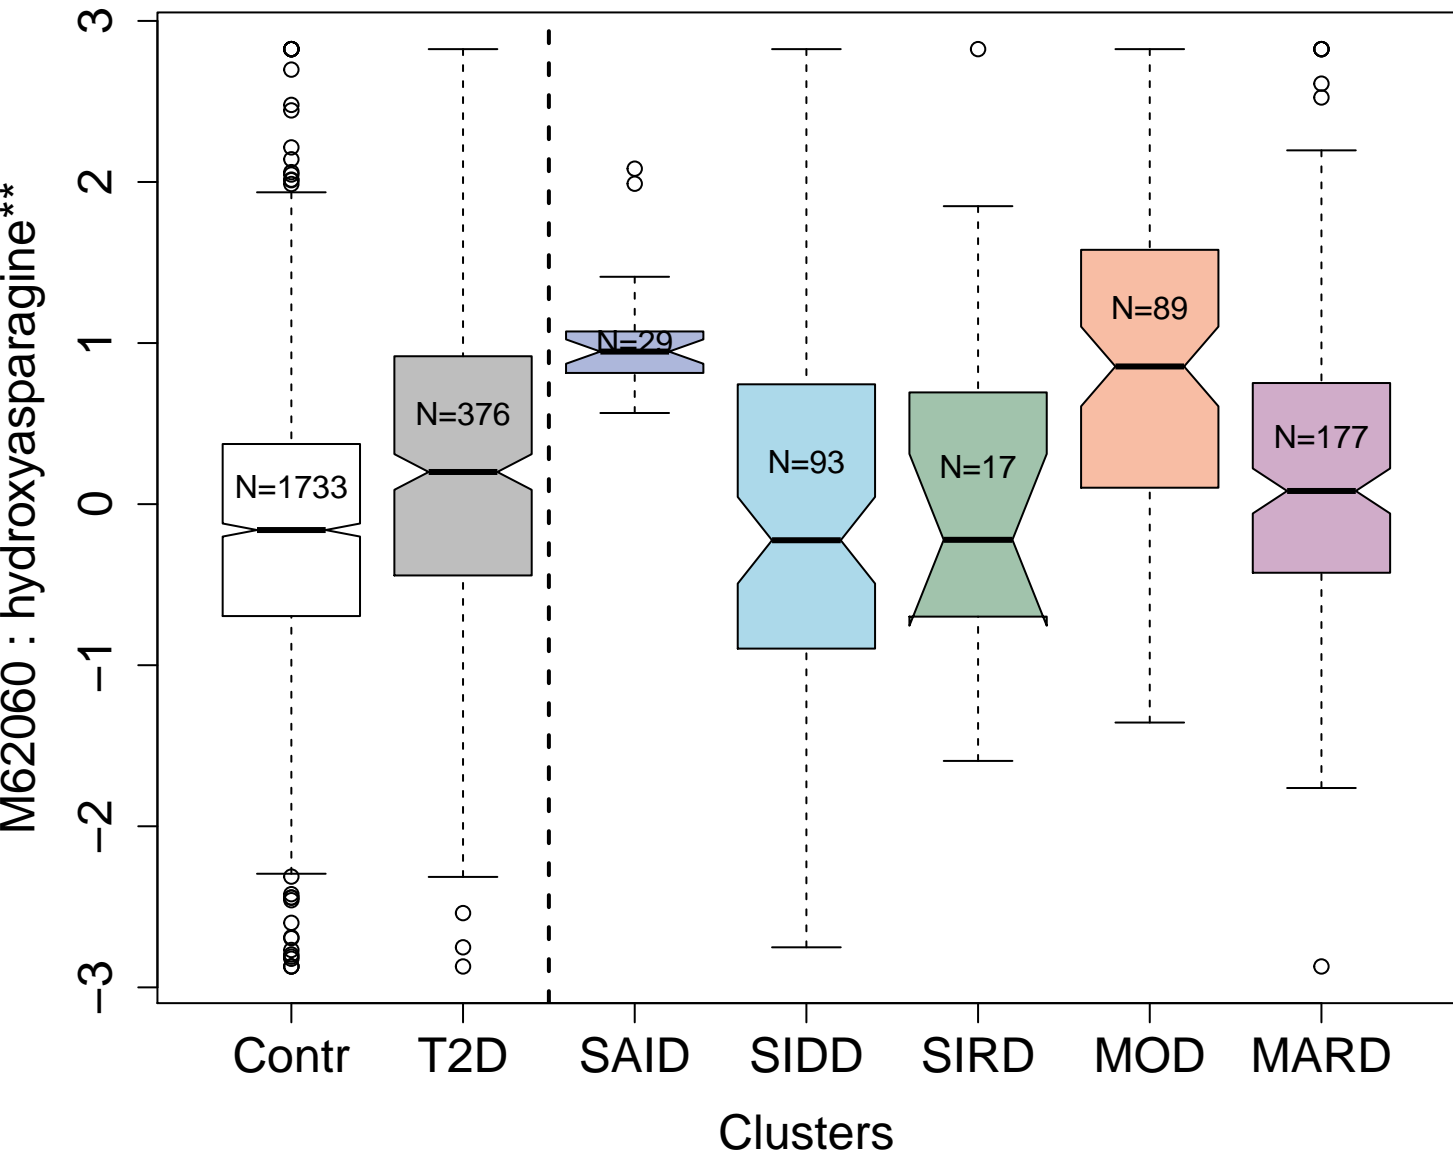 M62060 : hydroxyasparagine**
3
2
1
0
−1
−2
−3
N=1733
N=376
N=29
N=93
N=17
N=89
N=177
Contr T2D SAID SIDD SIRD MOD MARD
Clusters